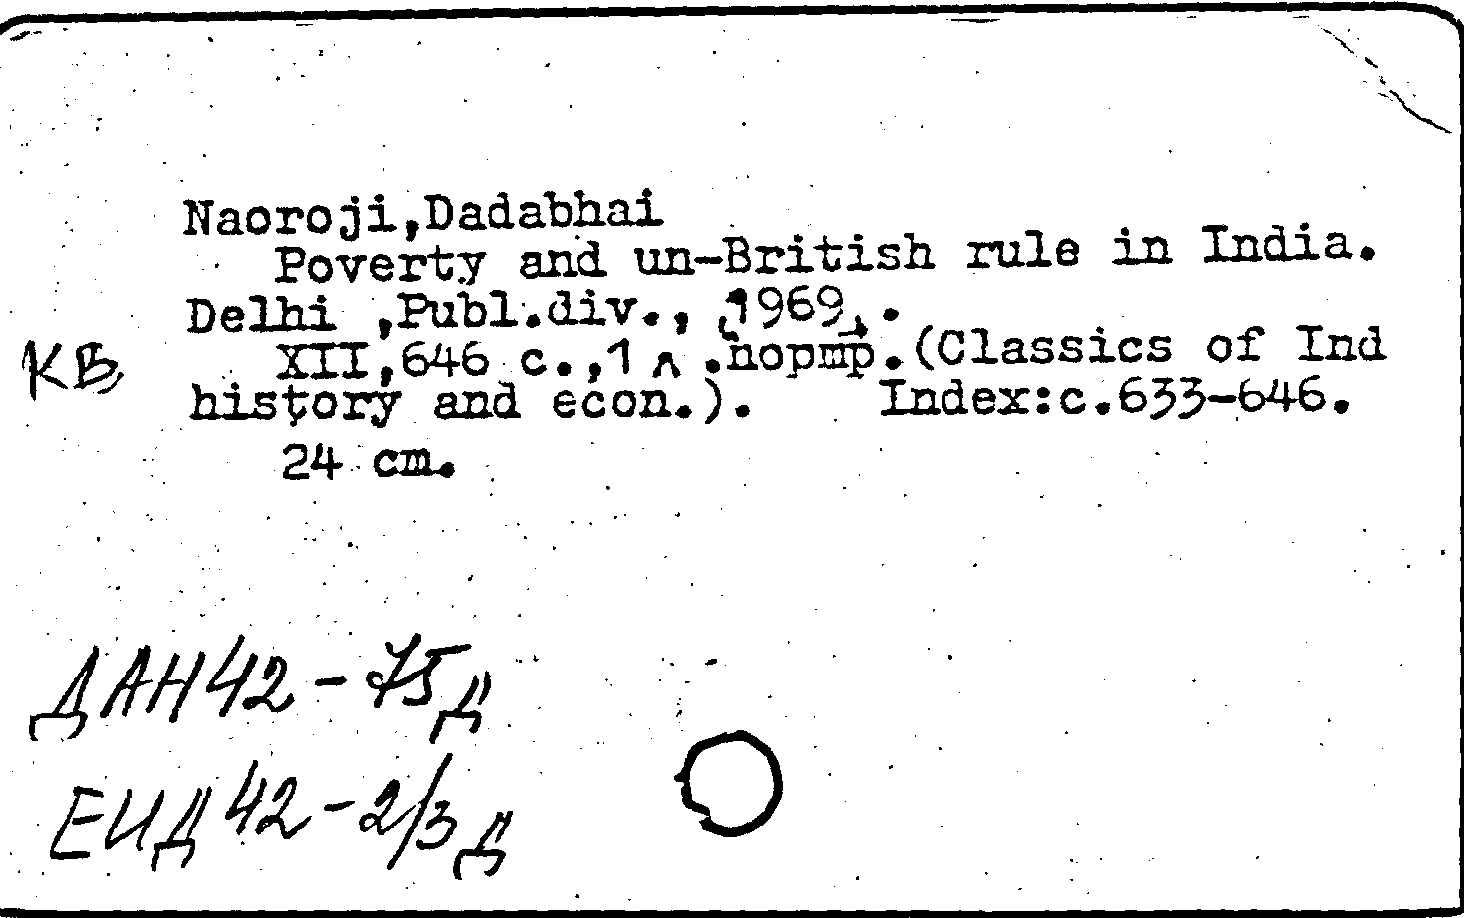 Naoroji,Dadabhai
Poverty and un-British rule in India.
Delhi ,Publ.div., [1969].
КВ
XII,646 с.,1 л .портр.(Classics of Ind
history and econ.). Index:c.633-646.
24 cm.
ДАН42-75Д
ЕИД42-2/3Д